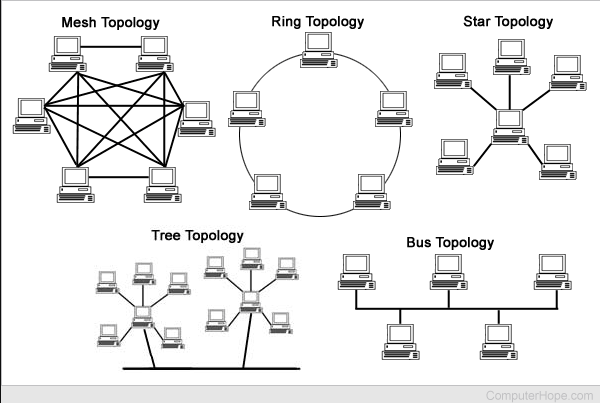 Mesh Topology
Ring Topology
Star Topology
Tree Topology
Bus Topology
ComputerHope.com